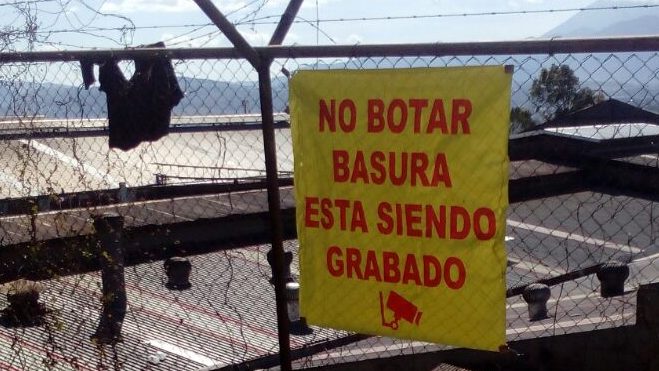 NO BOTAR
BASURA
ESTA SIENDO
GRABADO